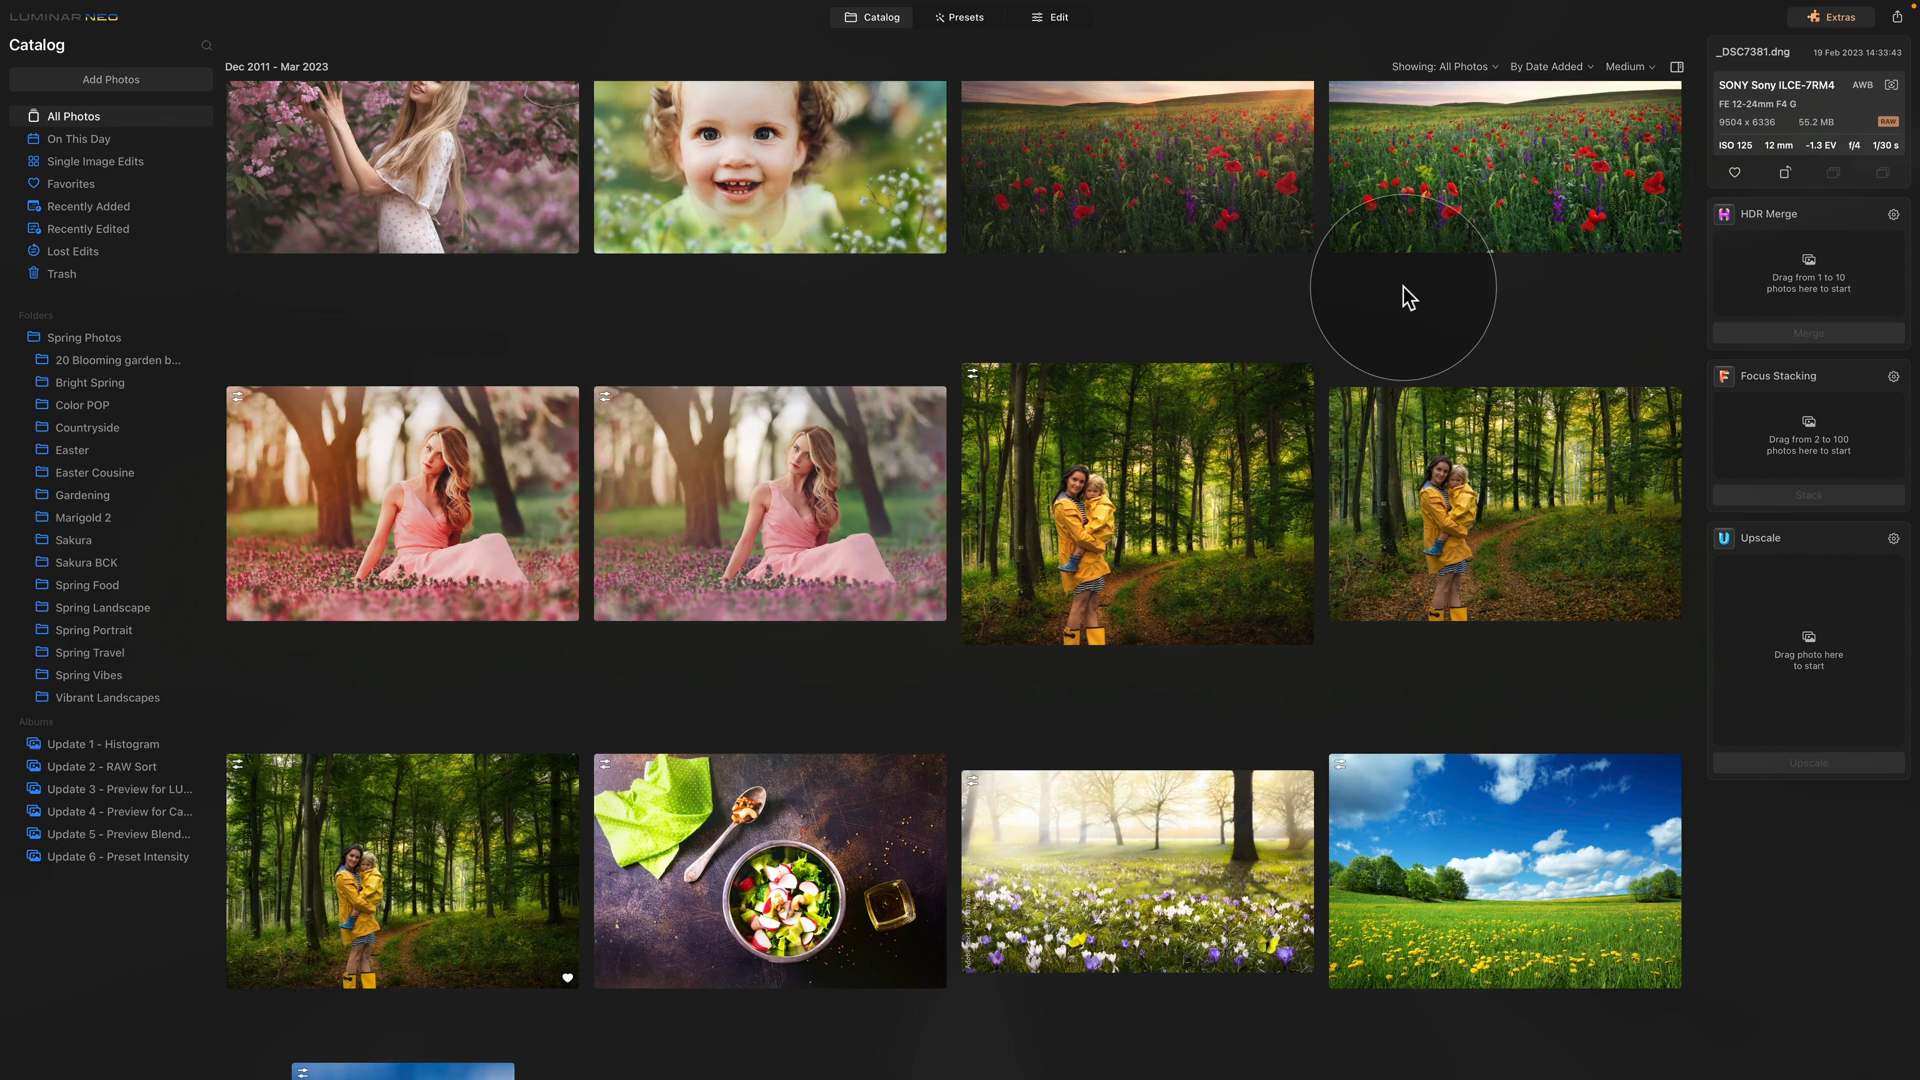 LUMINAR NEO
Catalog
Presets
Edit
Extras
Catalog
Add Photos
All Photos
On This Day
Single Image Edits
Favorites
Recently Added
Recently Edited
Lost Edits
Trash
Folders
Spring Photos
20 Blooming garden b...
Bright Spring
Color POP
Countryside
Easter
Easter Cousine
Gardening
Marigold 2
Sakura
Sakura BCK
Spring Food
Spring Landscape
Spring Portrait
Spring Travel
Spring Vibes
Vibrant Landscapes
Albums
Update 1 - Histogram
Update 2 - RAW Sort
Update 3 - Preview for LU...
Update 4 - Preview for Ca...
Update 5 - Preview Blend...
Update 6 - Preset Intensity
Dec 2011 - Mar 2023
Showing: All Photos
By Date Added
Medium
_DSC7381.dng
19 Feb 2023 14:33:43
SONY Sony ILCE-7RM4
AWB
FE 12-24mm F4 G
9504 x 6336
55.2 MB
RAW
ISO 125
12 mm
-1.3 EV
f/4
1/30 s
HDR Merge
Drag from 1 to 10
photos here to start
Merge
Focus Stacking
Drag from 2 to 100
photos here to start
Stack
Upscale
Drag photo here
to start
Upscale